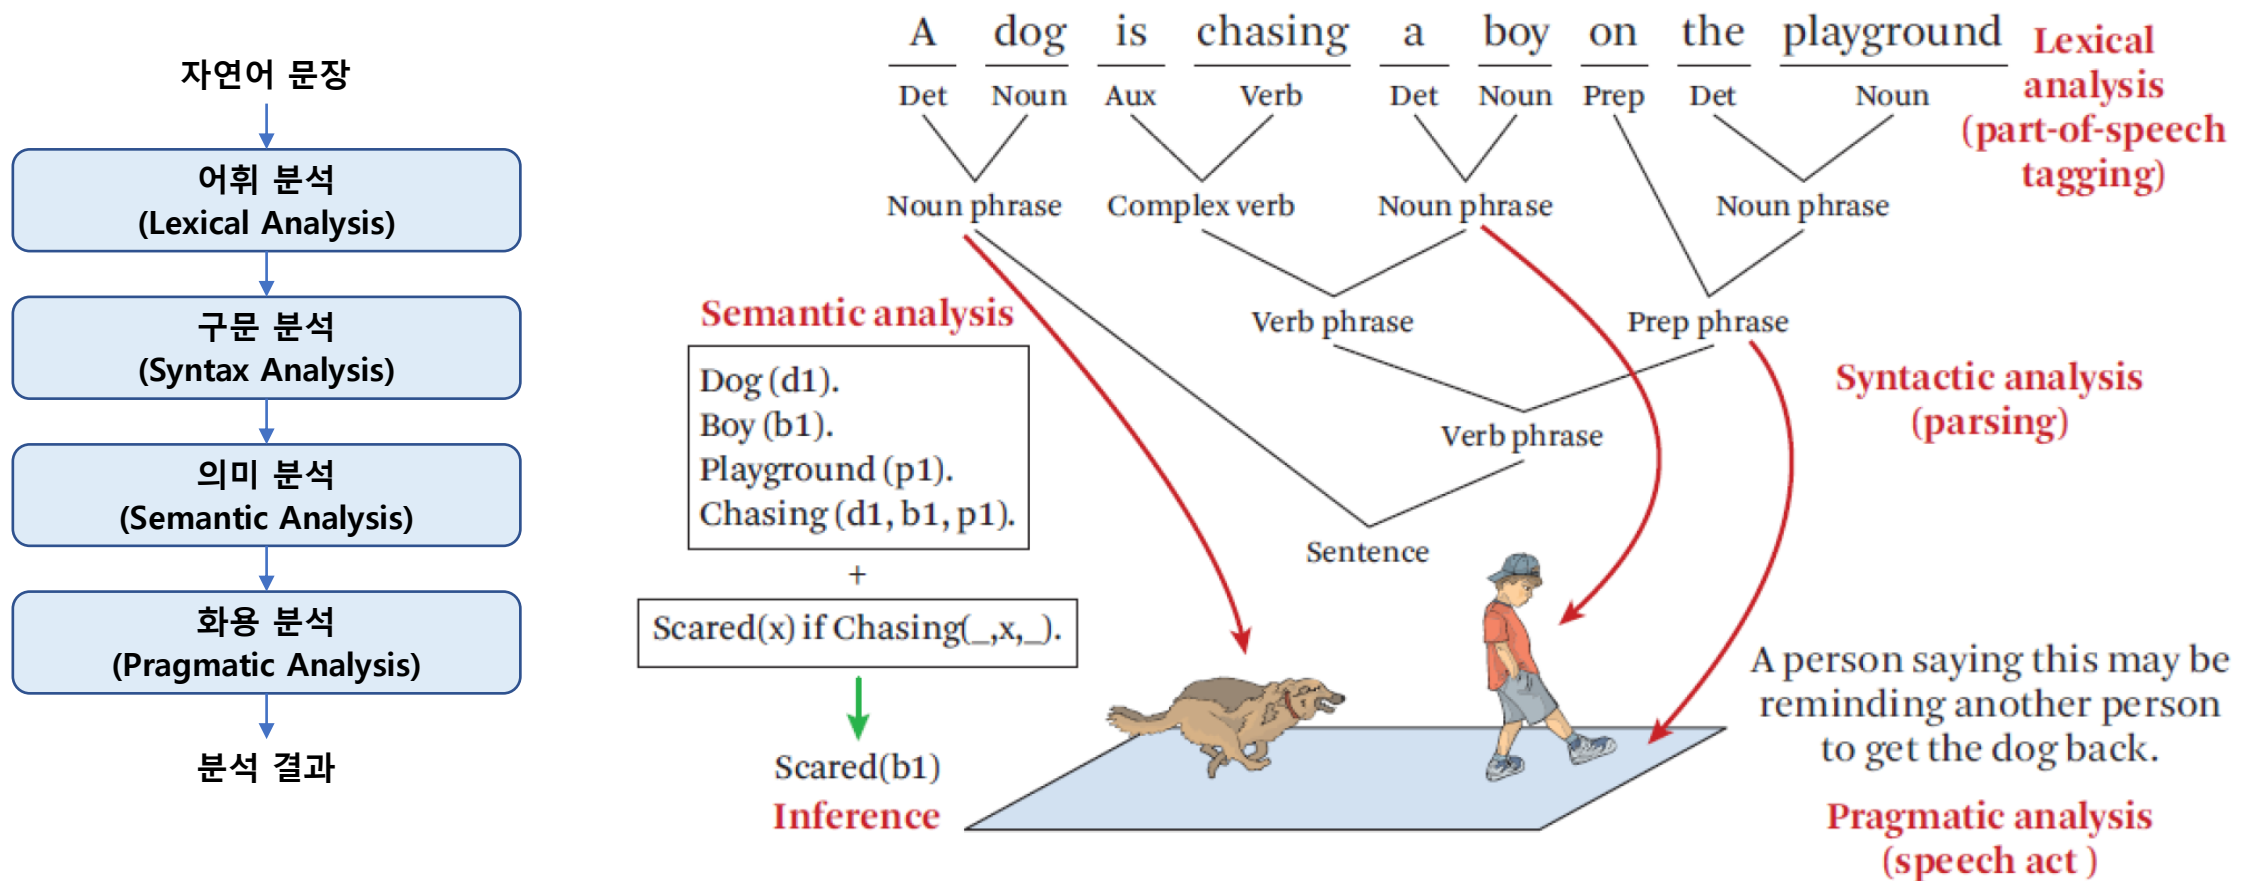 자연어 문장
어휘 분석
(Lexical Analysis)
구문 분석
(Syntax Analysis)
의미 분석
(Semantic Analysis)
화용 분석
(Pragmatic Analysis)
분석 결과
A dog is chasing a boy on the playground
Det Noun Aux Verb Det Noun Prep Det Noun
Lexical
analysis
(part-of-speech
tagging)
Noun phrase Complex verb Noun phrase Noun phrase
Verb phrase Prep phrase
Verb phrase
Sentence
Syntactic analysis
(parsing)
Semantic analysis
Dog (d1).
Boy (b1).
Playground (p1).
Chasing (d1, b1, p1).
+
Scared(x) if Chasing(_,x,_).
Scared(b1)
Inference
A person saying this may be
reminding another person
to get the dog back.
Pragmatic analysis
(speech act )